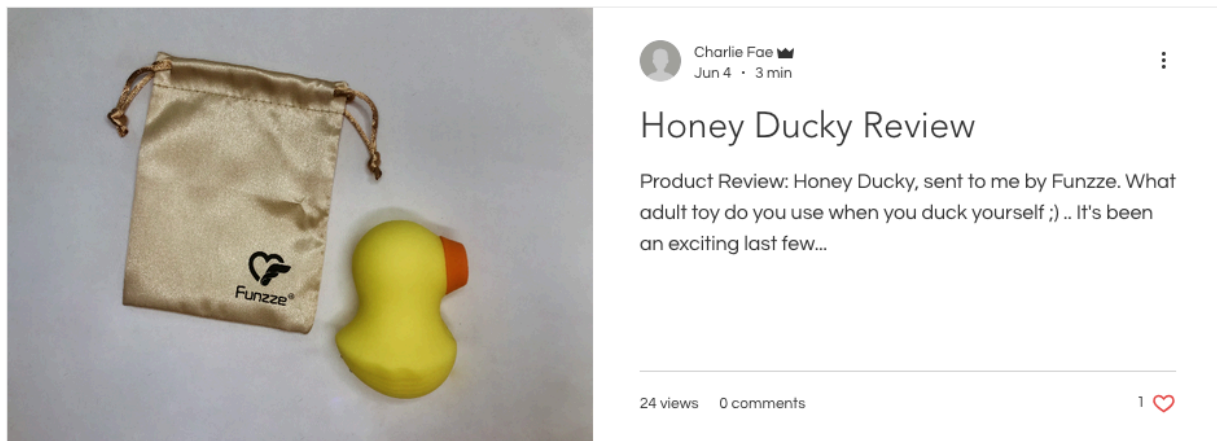 Funzze®
Charlie Fae
Jun 4 · 3 min
Honey Ducky Review
Product Review: Honey Ducky, sent to me by Funzze. What
adult toy do you use when you duck yourself ;) .. It's been
an exciting last few...
24 views 0 comments 1